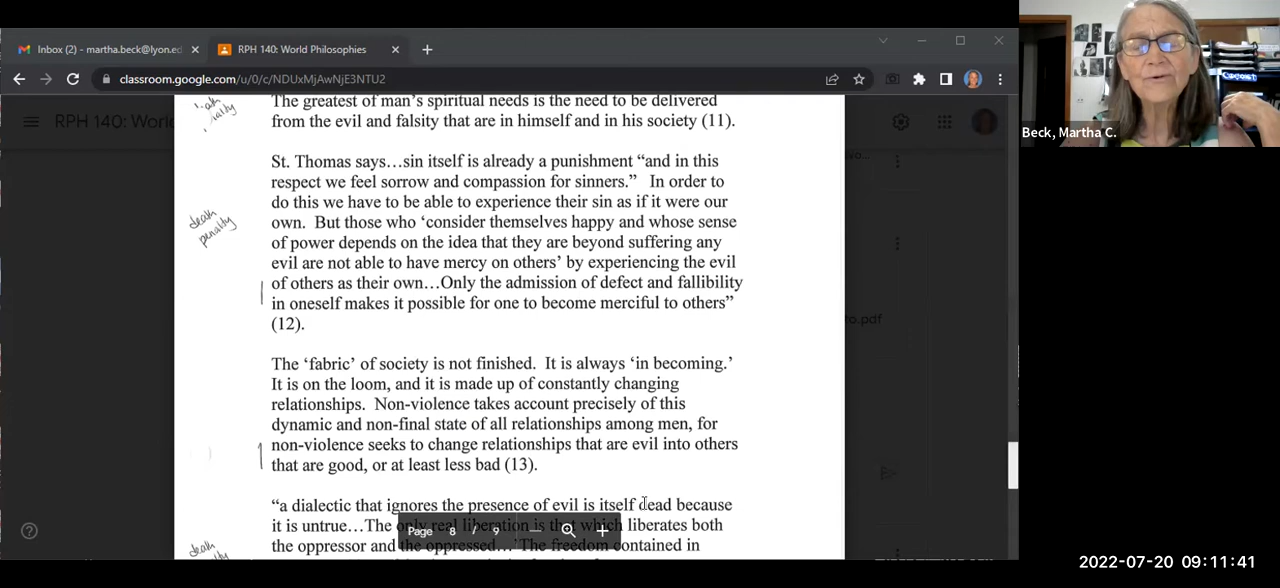 Inbox (2) - martha.beck@lyon.ed
RPH 140: World Philosophies
classroom.google.com/u/0/c/NDUxMjAwNjE3NTU2
RPH 140: Worl
Beck, Martha C.
The greatest of man's spiritual needs is the need to be delivered
from the evil and falsity that are in himself and in his society (11).
St. Thomas says…sin itself is already a punishment “and in this
respect we feel sorrow and compassion for sinners.” In order to
do this we have to be able to experience their sin as if it were our
own. But those who ‘consider themselves happy and whose sense
of power depends on the idea that they are beyond suffering any
evil are not able to have mercy on others’ by experiencing the evil
of others as their own…Only the admission of defect and fallibility
in oneself makes it possible for one to become merciful to others”
(12).
death
penalty
The ‘fabric’ of society is not finished. It is always ‘in becoming.’
It is on the loom, and it is made up of constantly changing
relationships. Non-violence takes account precisely of this
dynamic and non-final state of all relationships among men, for
non-violence seeks to change relationships that are evil into others
that are good, or at least less bad (13).
“a dialectic that ignores the presence of evil is itself dead because
it is untrue…The only real liberation is that which liberates both
the oppressor and the oppressed…‘The freedom contained in
death
to.pdf
Page 8 / 9
2022-07-20 09:11:41